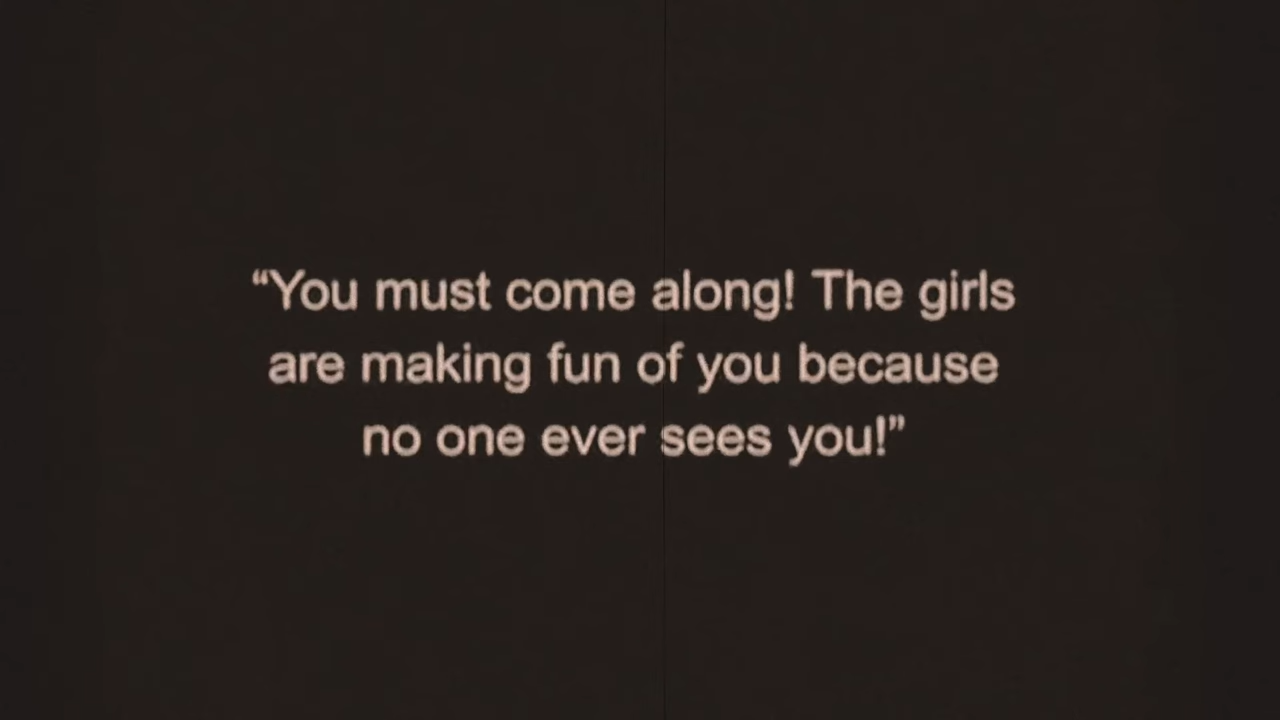 “You must come along! The girls
are making fun of you because
no one ever sees you!”